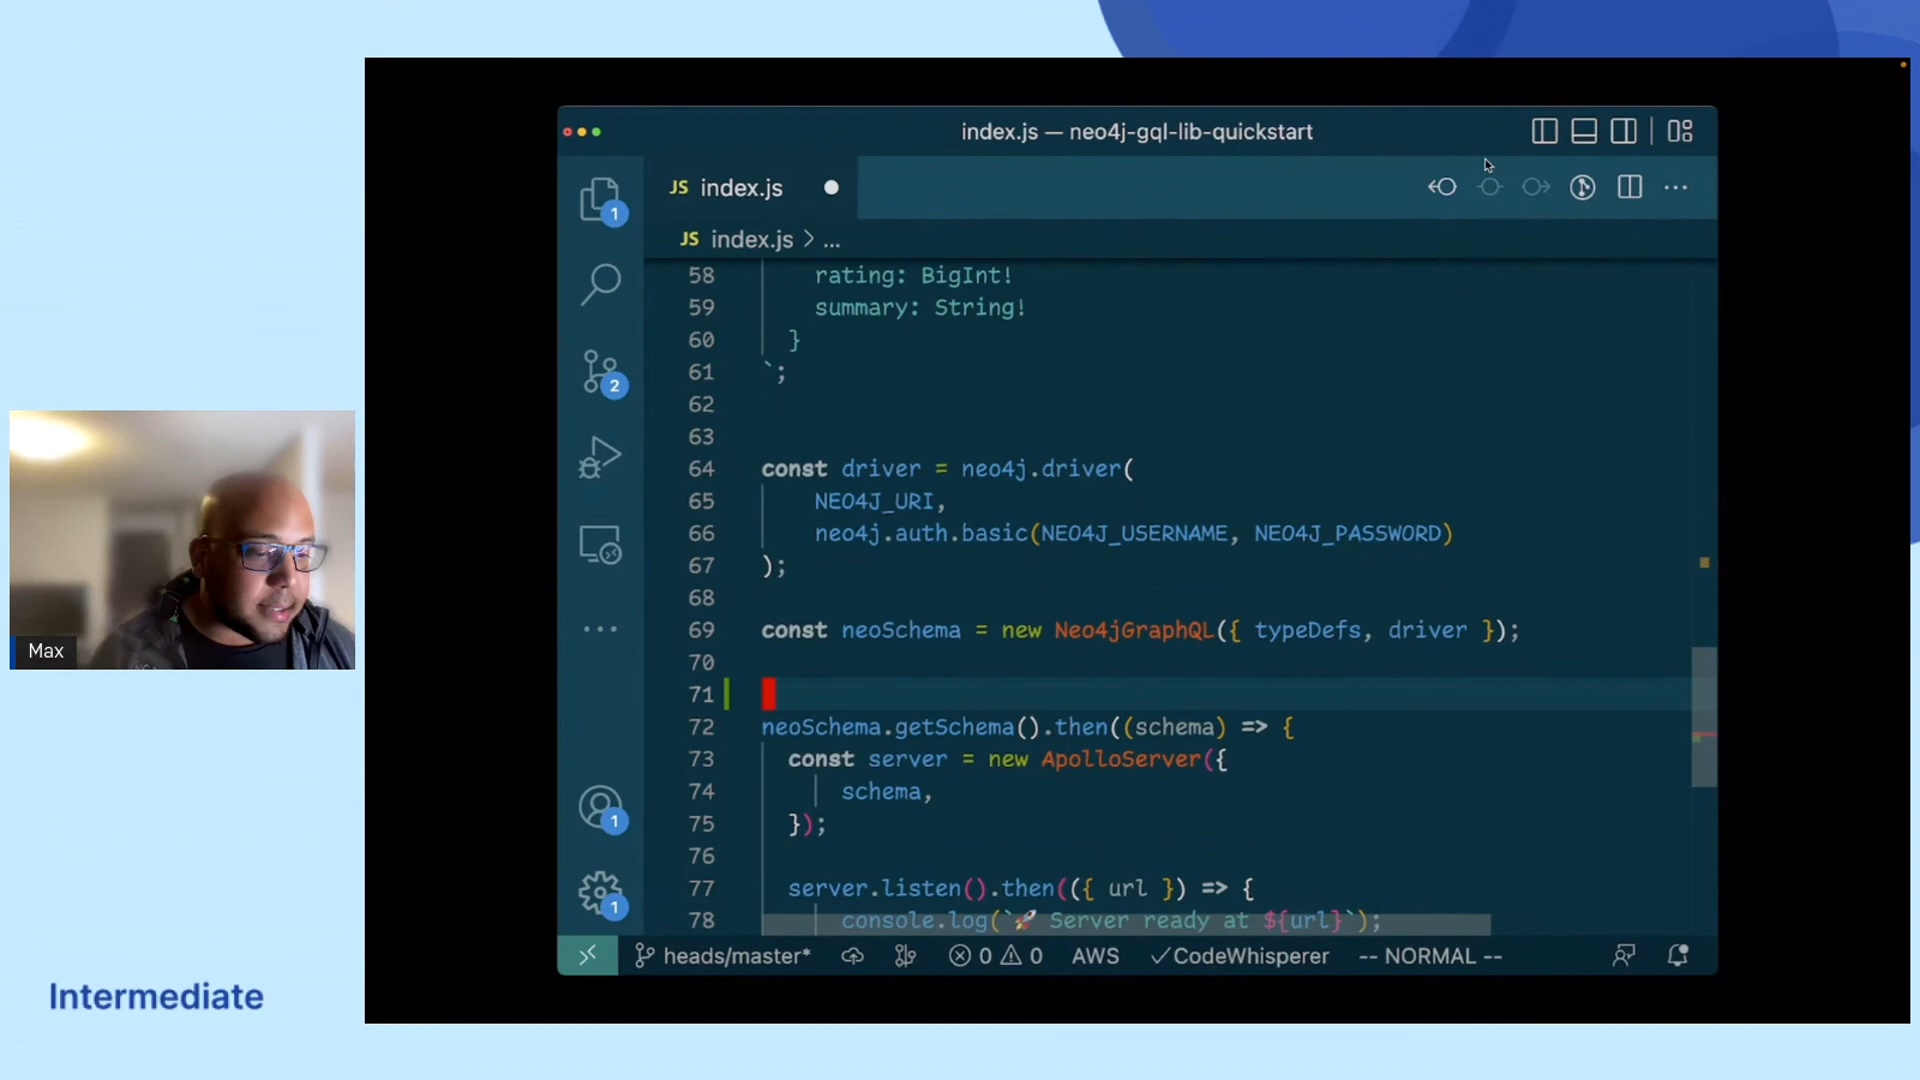 index.js — neo4j-gql-lib-quickstart
JS index.js
JS index.js > ...
58 rating: BigInt!
59 summary: String!
60 }
61 `;
62
63
64 const driver = neo4j.driver(
65 NEO4J_URI,
66 neo4j.auth.basic(NEO4J_USERNAME, NEO4J_PASSWORD)
67 );
68
69 const neoSchema = new Neo4jGraphQL({ typeDefs, driver });
70
71
72 neoSchema.getSchema().then((schema) => {
73 const server = new ApolloServer({
74 schema,
75 });
76
77 server.listen().then(({ url }) => {
78 console.log(`🚀 Server ready at ${url}`);
1
2
1
1
heads/master* 0 0 AWS ✓CodeWhisperer -- NORMAL --
Max
Intermediate